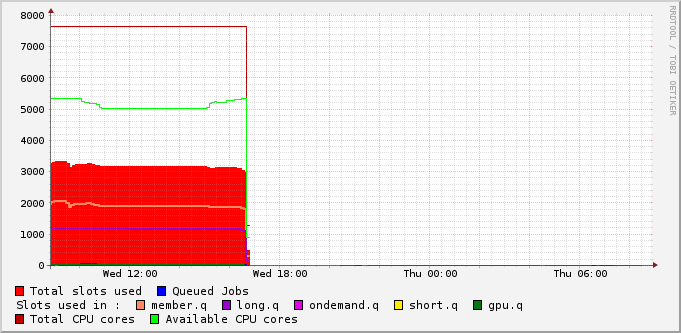 8000
7000
6000
5000
4000
3000
2000
1000
0
Wed 12:00 Wed 18:00 Thu 00:00 Thu 06:00
RRDTOOL / TOBI OETIKER
Total slots used Queued Jobs
Slots used in : member.q long.q ondemand.q short.q gpu.q
Total CPU cores Available CPU cores